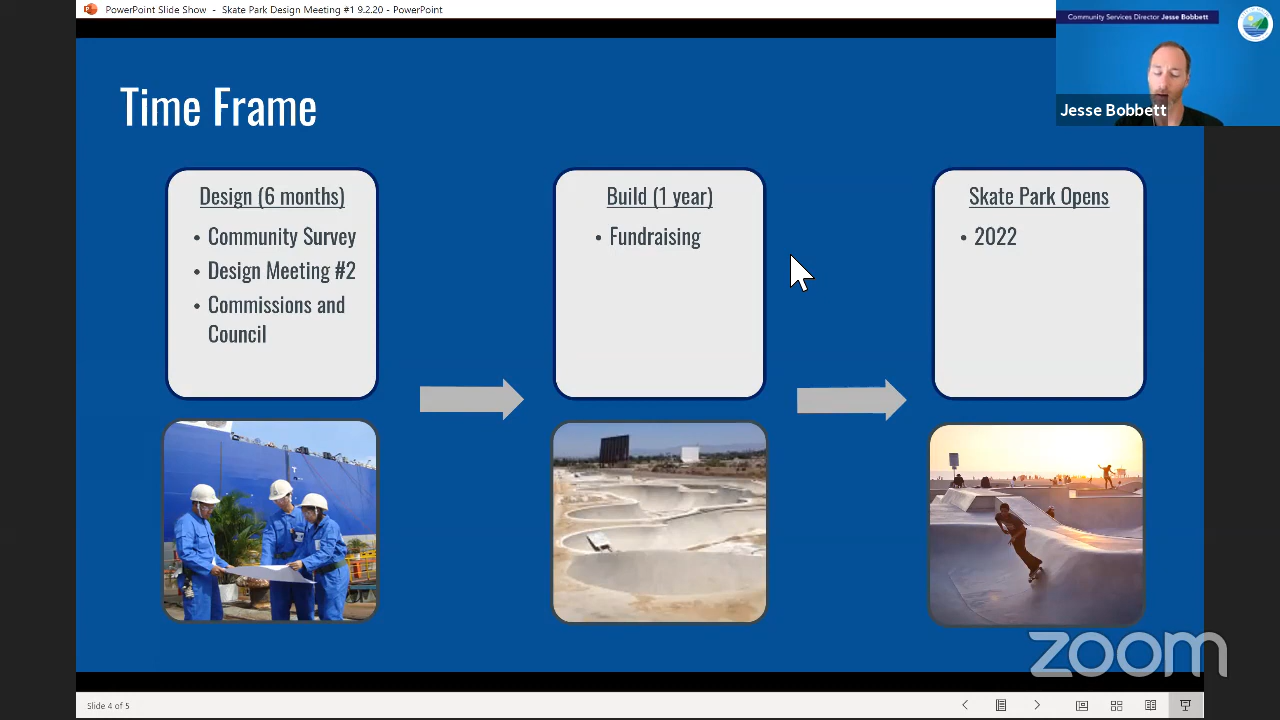 PowerPoint Slide Show - Skate Park Design Meeting #1 9.2.20 - PowerPoint
Community Services Director Jesse Bobbett
Jesse Bobbett
Time Frame
Design (6 months)
• Community Survey
• Design Meeting #2
• Commissions and
Council
Build (1 year)
• Fundraising
Skate Park Opens
• 2022
zoom
Slide 4 of 5